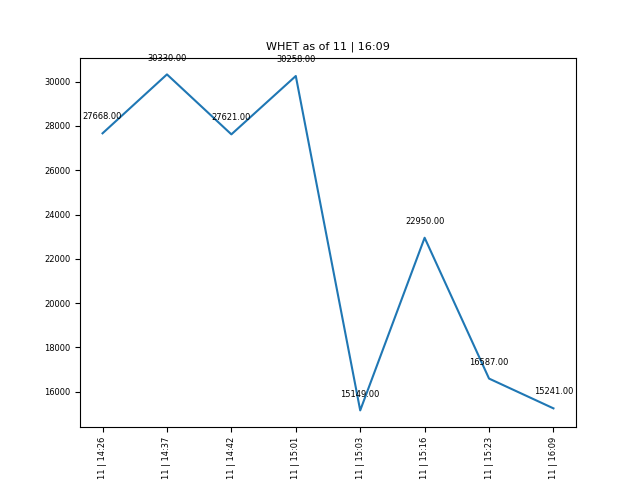 WHET as of 11 | 16:09
30330.00
30258.00
27668.00
27621.00
22950.00
16587.00
15149.00
15241.00
30000
28000
26000
24000
22000
20000
18000
16000
11 | 14:26
11 | 14:37
11 | 14:42
11 | 15:01
11 | 15:03
11 | 15:16
11 | 15:23
11 | 16:09